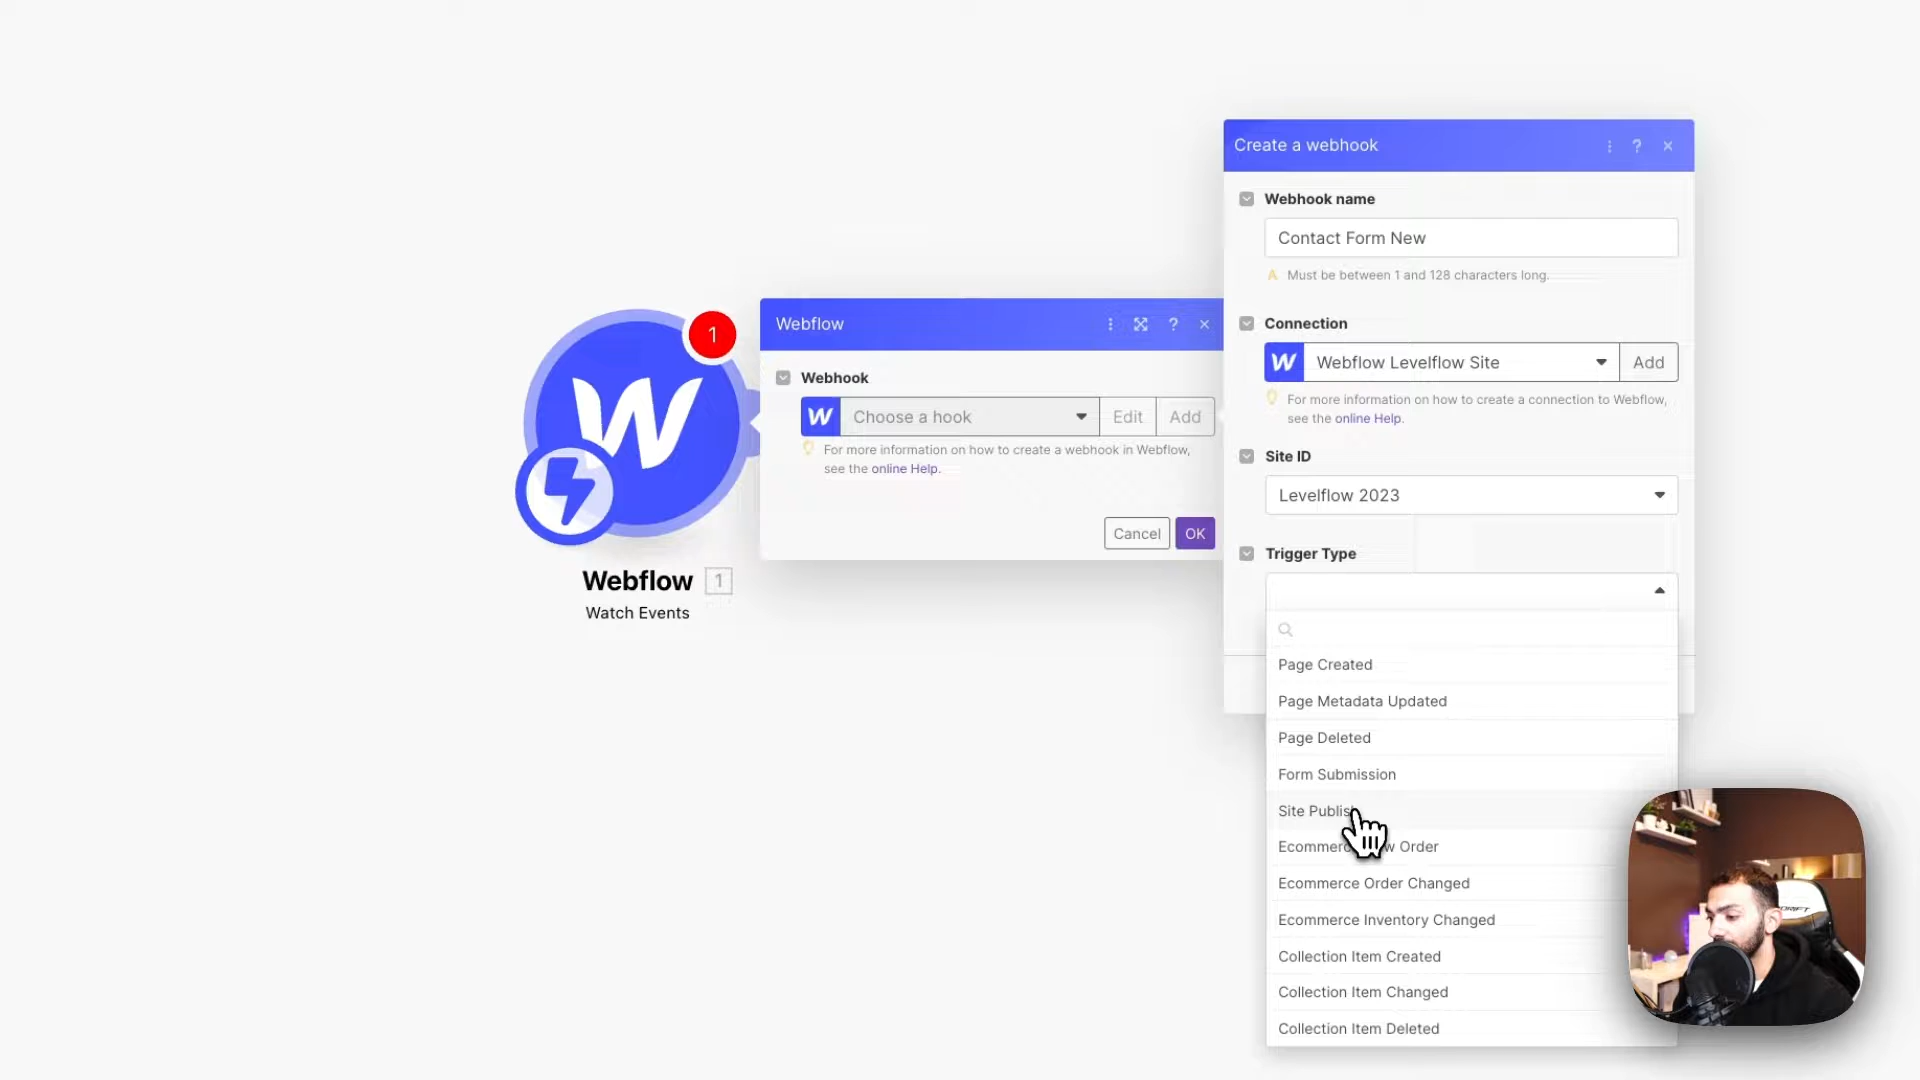 Create a webhook
?
Webhook name
Contact Form New
Must be between 1 and 128 characters long.
Connection
W
Webflow Levelflow Site
Add
For more information on how to create a connection to Webflow,
see the online Help.
Site ID
Levelflow 2023
Trigger Type
Page Created
Page Metadata Updated
Page Deleted
Form Submission
Site Publish
Ecommerce New Order
Ecommerce Order Changed
Ecommerce Inventory Changed
Collection Item Created
Collection Item Changed
Collection Item Deleted
Webflow
?
Webhook
W
Choose a hook
Edit
Add
For more information on how to create a webhook in Webflow,
see the online Help.
Cancel
OK
1
W
Webflow 1
Watch Events